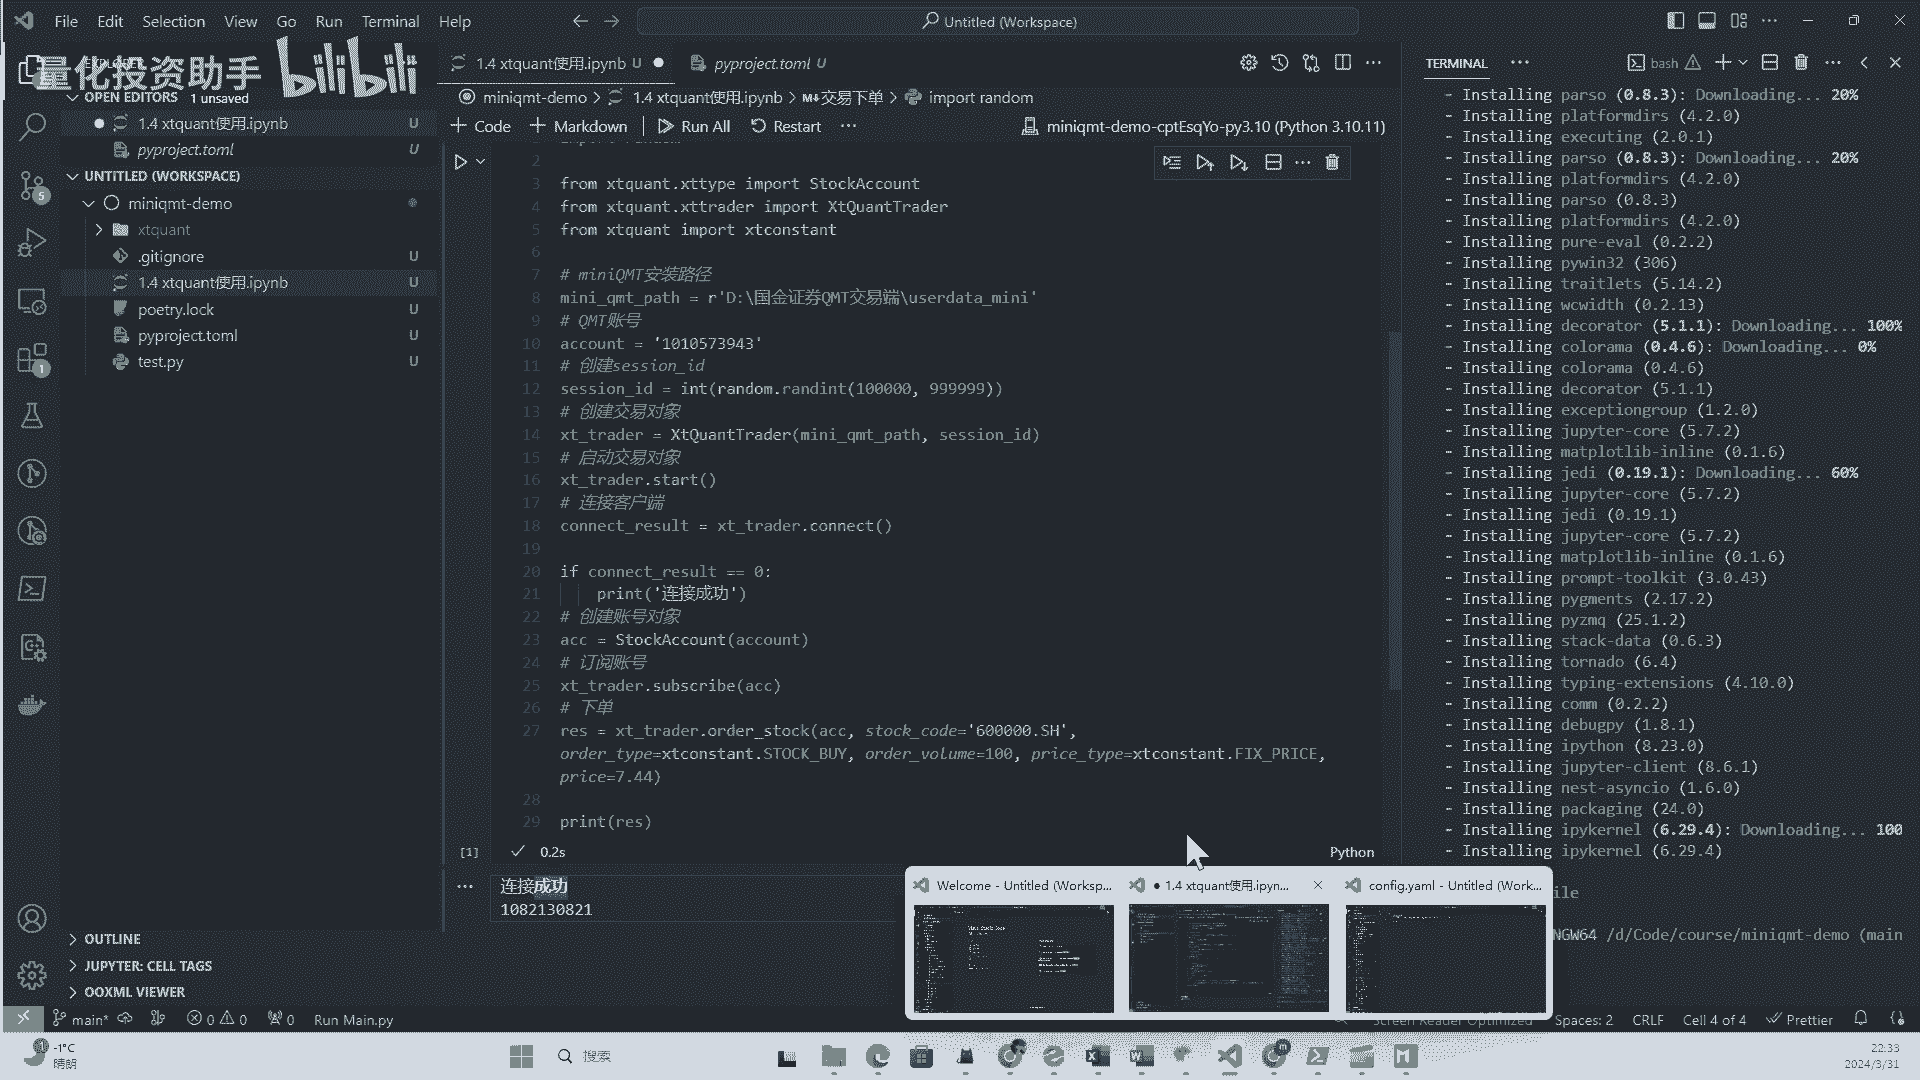 File Edit Selection View Go Run Terminal Help
Untitled (Workspace)
量化投资助手 bilibili
1.4 xtquant使用.ipynb U
pyproject.toml U
TERMINAL
bash
OPEN EDITORS 1 unsaved
1.4 xtquant使用.ipynb U
pyproject.toml U
UNTITLED (WORKSPACE)
miniqmt-demo
xtquant
.gitignore U
1.4 xtquant使用.ipynb U
poetry.lock U
pyproject.toml U
test.py U
OUTLINE
JUPYTER: CELL TAGS
OOXML VIEWER
5
1
miniqmt-demo > 1.4 xtquant使用.ipynb > M↓交易下单 > import random
Code Markdown Run All Restart
miniqmt-demo-cptEsqYo-py3.10 (Python 3.10.11)
2
3 from xtquant.xttype import StockAccount
4 from xtquant.xttrader import XtQuantTrader
5 from xtquant import xtconstant
6
7 # miniQMT安装路径
8 mini_qmt_path = r'D:\国金证券QMT交易端\userdata_mini'
9 # QMT账号
10 account = '1010573943'
11 # 创建session_id
12 session_id = int(random.randint(100000, 999999))
13 # 创建交易对象
14 xt_trader = XtQuantTrader(mini_qmt_path, session_id)
15 # 启动交易对象
16 xt_trader.start()
17 # 连接客户端
18 connect_result = xt_trader.connect()
19
20 if connect_result == 0:
21 print('连接成功')
22 # 创建账号对象
23 acc = StockAccount(account)
24 # 订阅账号
25 xt_trader.subscribe(acc)
26 # 下单
27 res = xt_trader.order_stock(acc, stock_code='600000.SH',
order_type=xtconstant.STOCK_BUY, order_volume=100, price_type=xtconstant.FIX_PRICE,
price=7.44)
28
29 print(res)
[1] 0.2s Python
连接成功
1082130821
- Installing parso (0.8.3): Downloading... 20%
- Installing platformdirs (4.2.0)
- Installing executing (2.0.1)
- Installing parso (0.8.3): Downloading... 20%
- Installing platformdirs (4.2.0)
- Installing parso (0.8.3)
- Installing platformdirs (4.2.0)
- Installing pure-eval (0.2.2)
- Installing pywin32 (306)
- Installing traitlets (5.14.2)
- Installing wcwidth (0.2.13)
- Installing decorator (5.1.1): Downloading... 100%
- Installing colorama (0.4.6): Downloading... 0%
- Installing colorama (0.4.6)
- Installing decorator (5.1.1)
- Installing exceptiongroup (1.2.0)
- Installing jupyter-core (5.7.2)
- Installing matplotlib-inline (0.1.6)
- Installing jedi (0.19.1): Downloading... 60%
- Installing jupyter-core (5.7.2)
- Installing jedi (0.19.1)
- Installing jupyter-core (5.7.2)
- Installing matplotlib-inline (0.1.6)
- Installing prompt-toolkit (3.0.43)
- Installing pygments (2.17.2)
- Installing pyzmq (25.1.2)
- Installing stack-data (0.6.3)
- Installing tornado (6.4)
- Installing typing-extensions (4.10.0)
- Installing comm (0.2.2)
- Installing debugpy (1.8.1)
- Installing ipython (8.23.0)
- Installing jupyter-client (8.6.1)
- Installing nest-asyncio (1.6.0)
- Installing packaging (24.0)
- Installing ipykernel (6.29.4): Downloading... 100
- Installing ipykernel (6.29.4)
ile
NGW64 /d/Code/course/miniqmt-demo (main
Welcome - Untitled (Worksp...
● 1.4 xtquant使用.ipyn...
config.yaml - Untitled (Work...
main* 0 0 0 Run Main.py
Screen Reader Optimized Spaces: 2 CRLF Cell 4 of 4 Prettier
1 -1°C
晴朗
搜索
22:33
2024/3/31